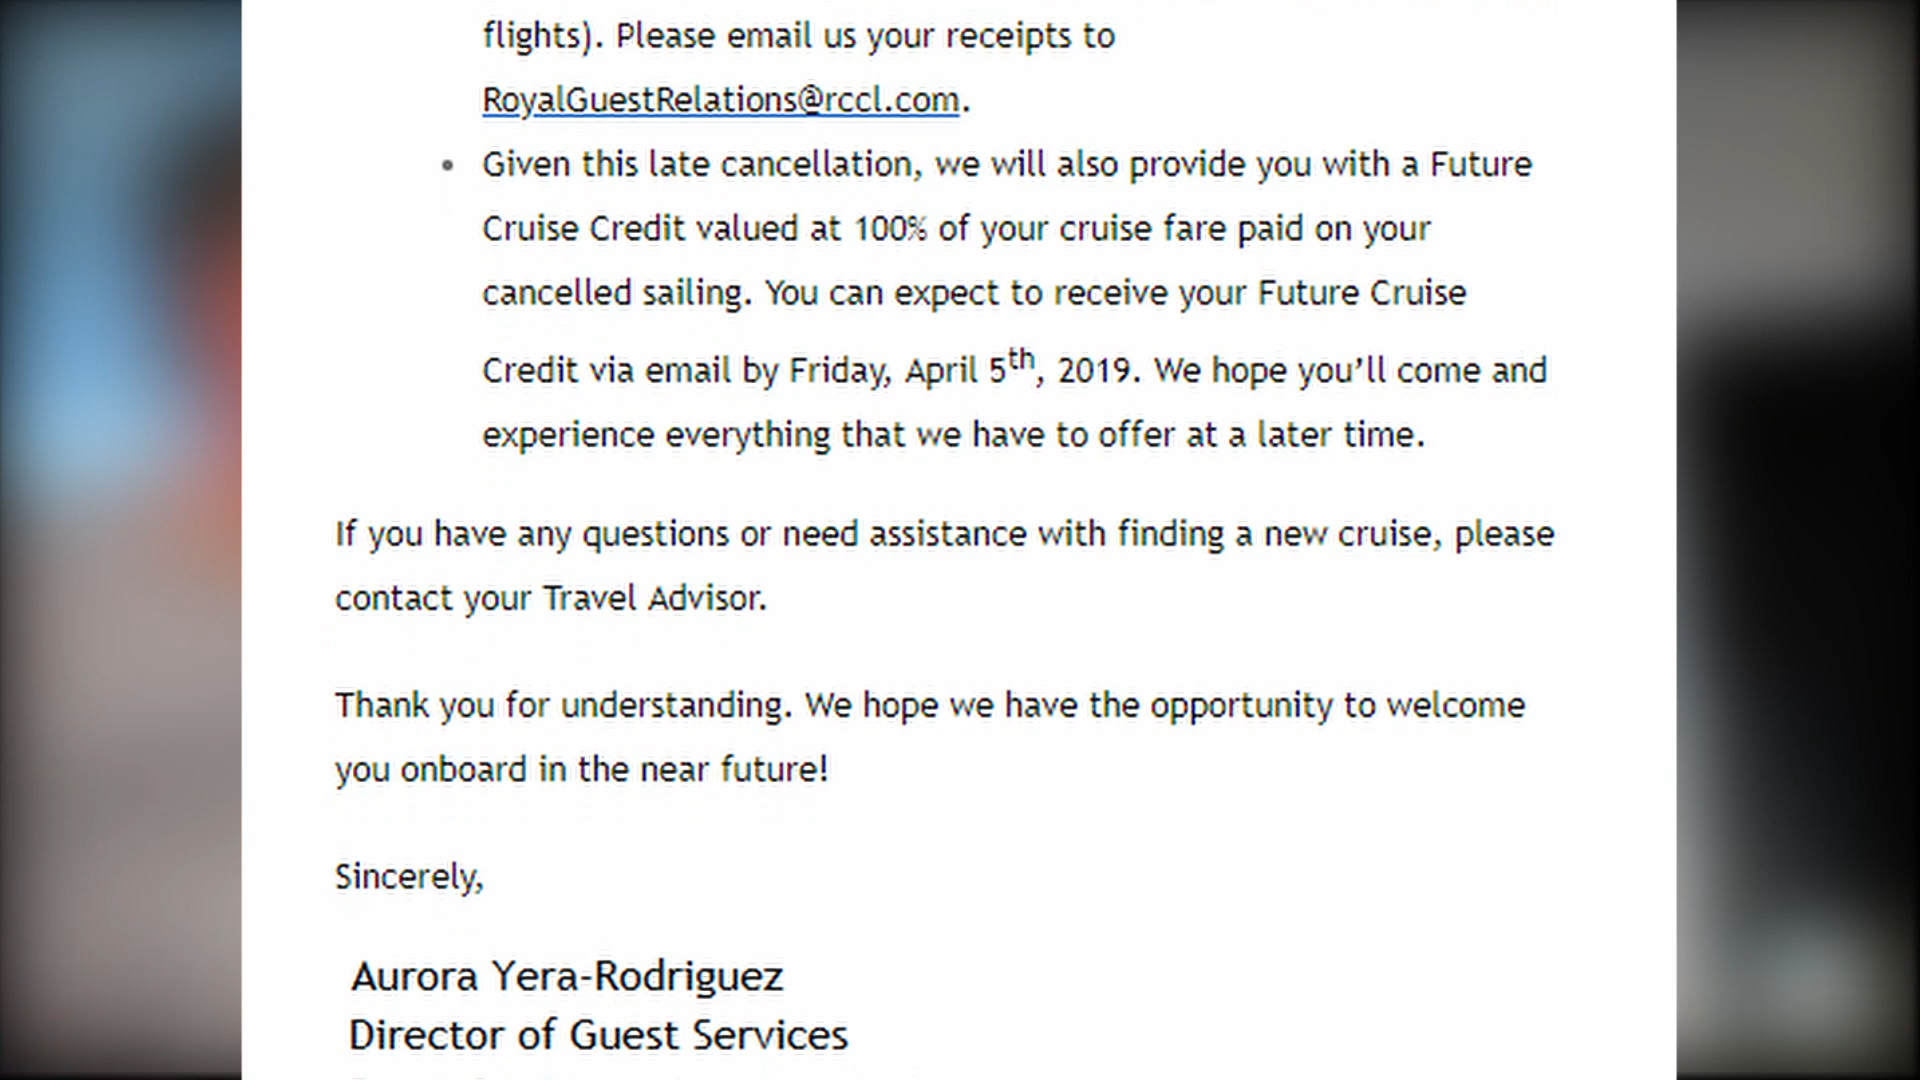 flights). Please email us your receipts to
RoyalGuestRelations@rccl.com.
• Given this late cancellation, we will also provide you with a Future
Cruise Credit valued at 100% of your cruise fare paid on your
cancelled sailing. You can expect to receive your Future Cruise
Credit via email by Friday, April 5th, 2019. We hope you’ll come and
experience everything that we have to offer at a later time.
If you have any questions or need assistance with finding a new cruise, please
contact your Travel Advisor.
Thank you for understanding. We hope we have the opportunity to welcome
you onboard in the near future!
Sincerely,
Aurora Yera-Rodriguez
Director of Guest Services